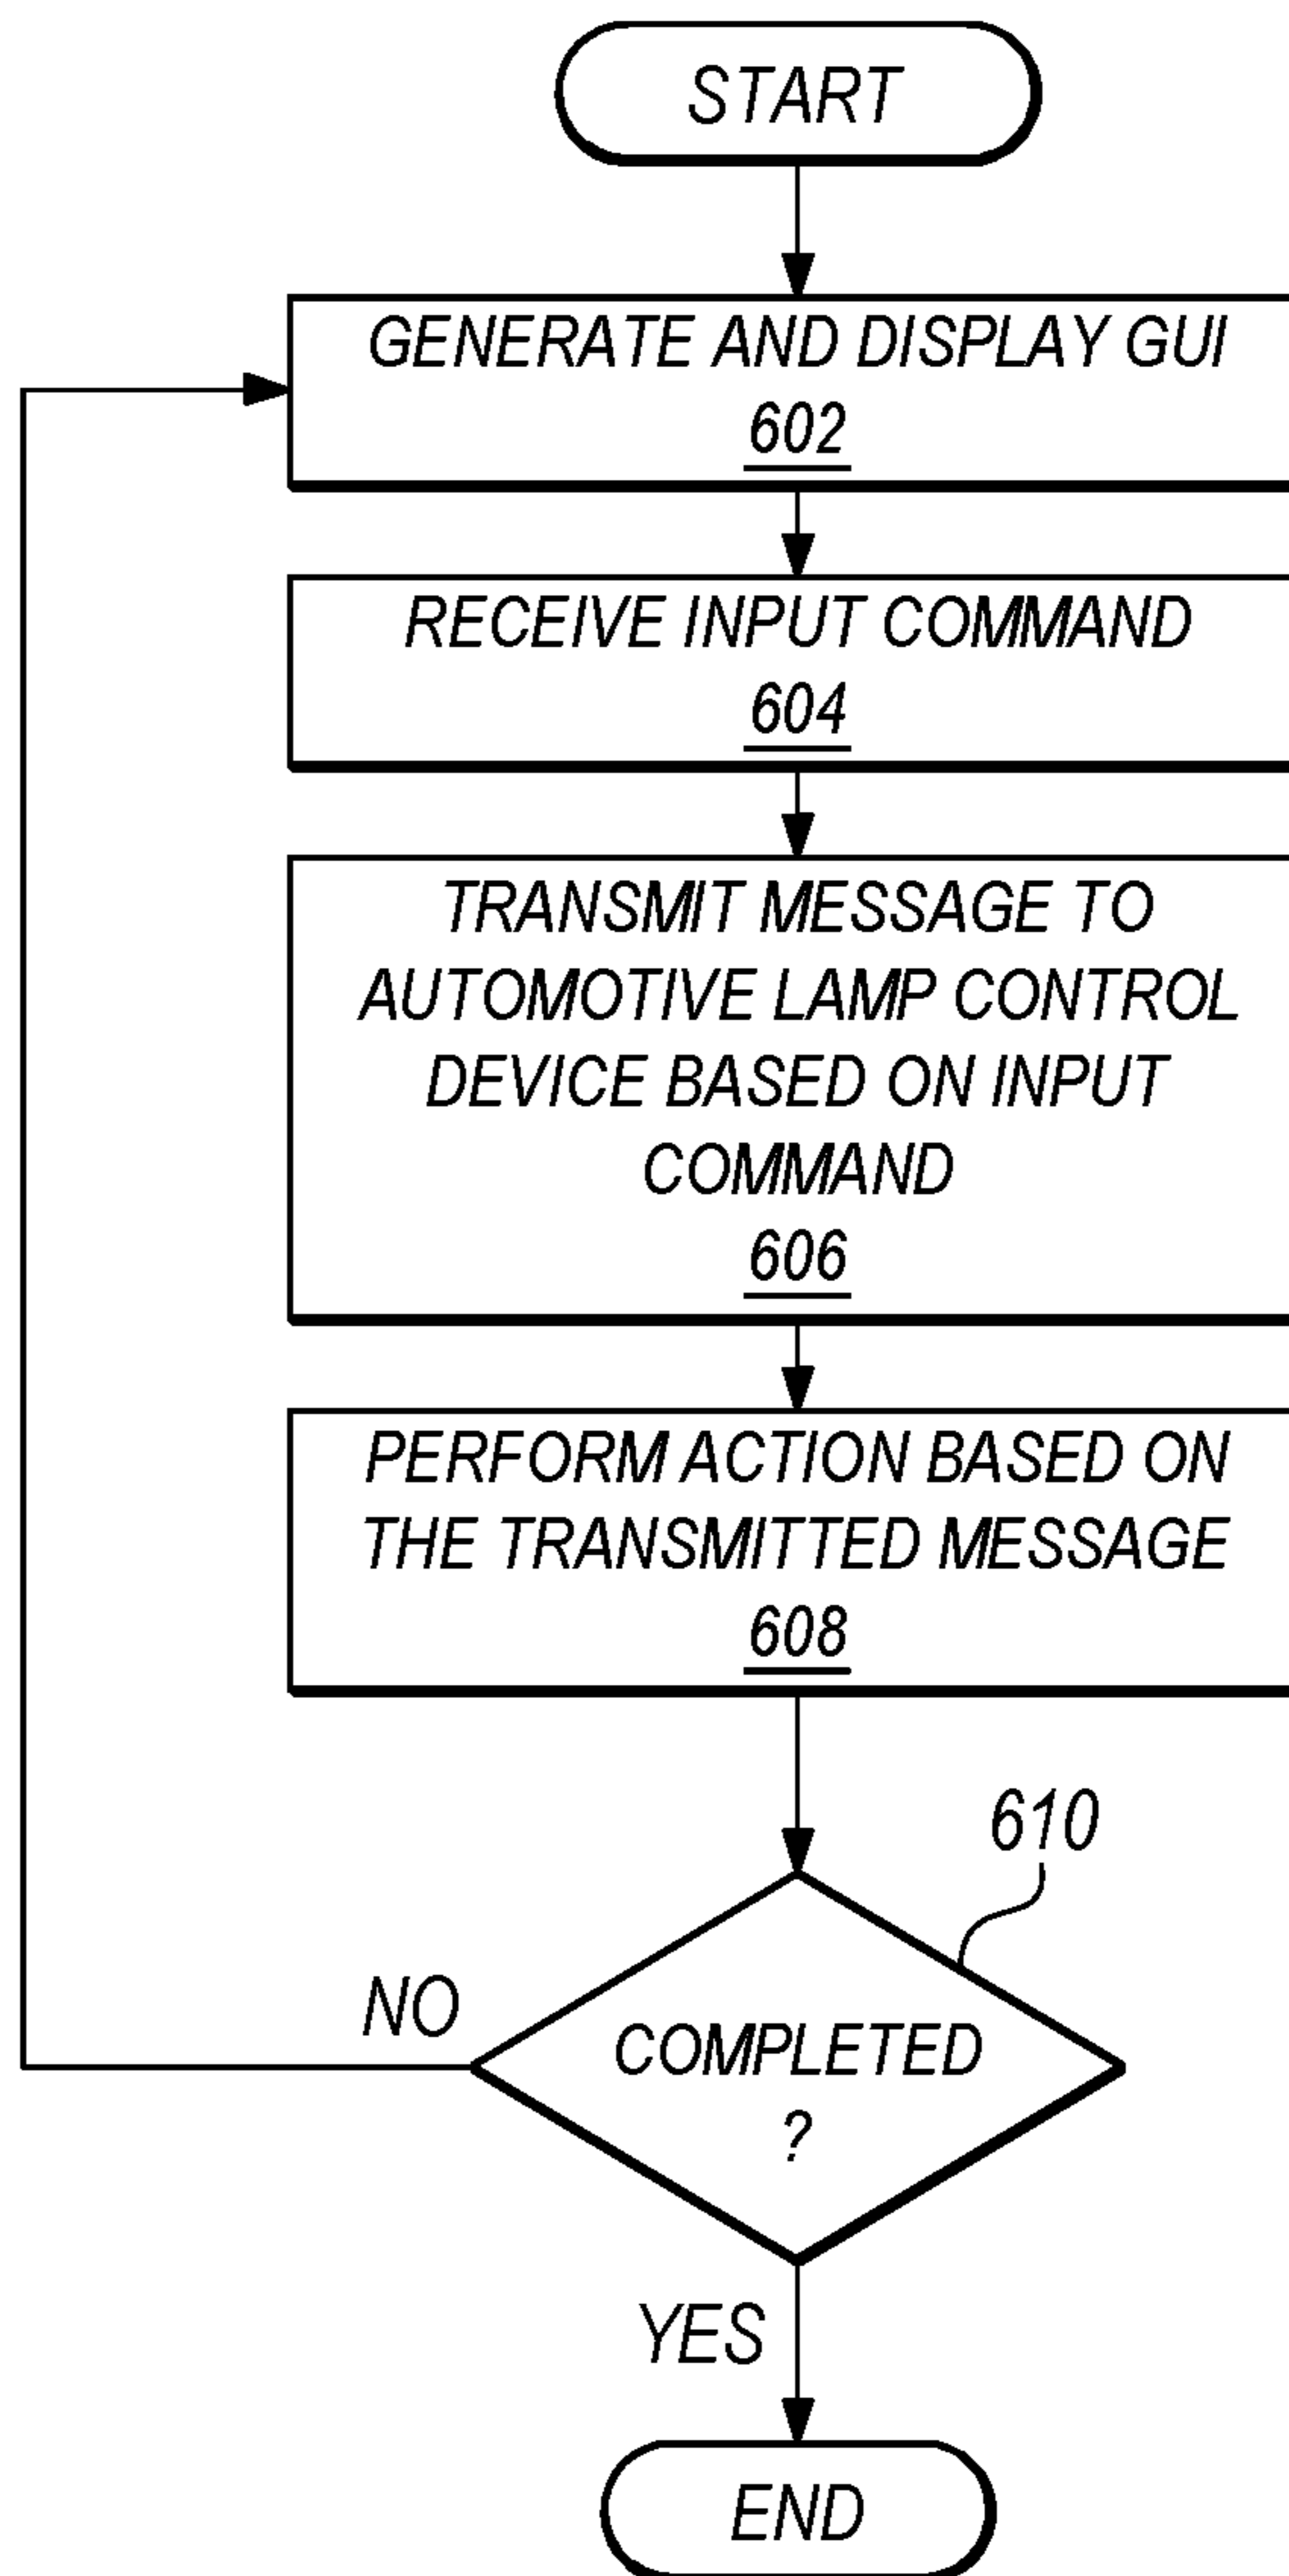 START
GENERATE AND DISPLAY GUI
602
RECEIVE INPUT COMMAND
604
TRANSMIT MESSAGE TO
AUTOMOTIVE LAMP CONTROL
DEVICE BASED ON INPUT
COMMAND
606
PERFORM ACTION BASED ON
THE TRANSMITTED MESSAGE
608
610
NO
COMPLETED
?
YES
END